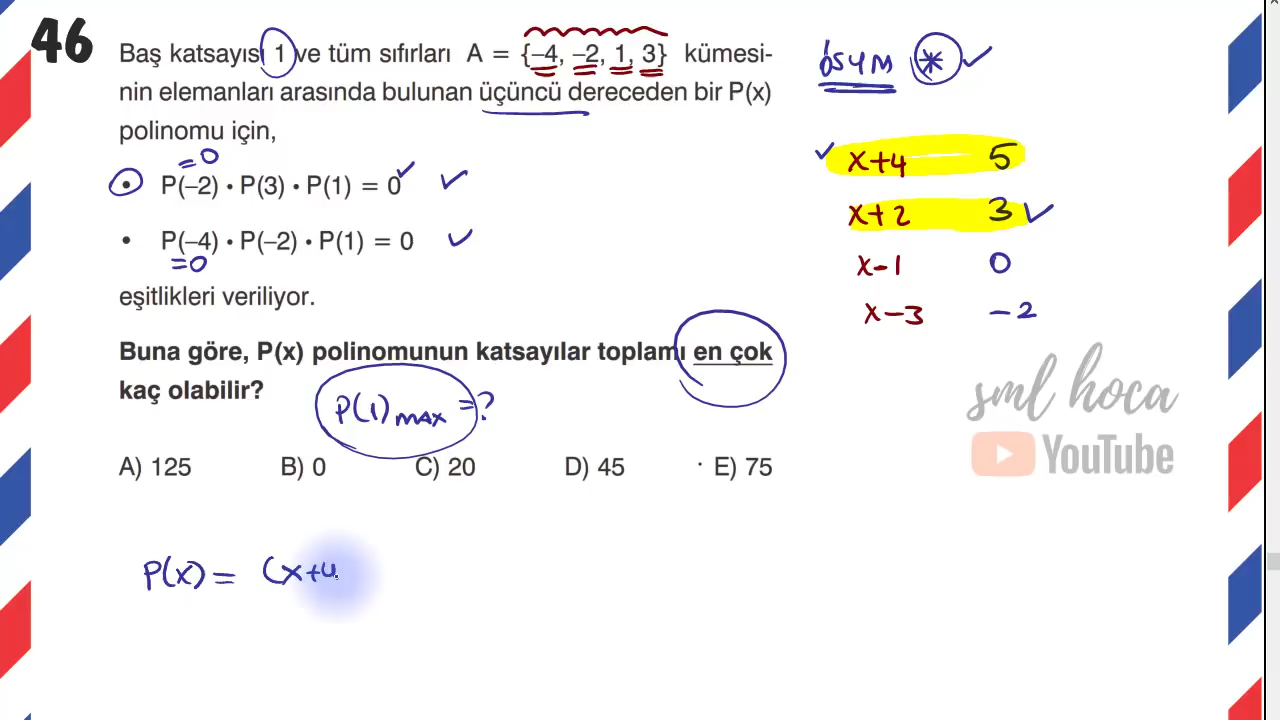 46
Baş katsayısı 1 ve tüm sıfırları A = {–4, –2, 1, 3} kümesi-
nin elemanları arasında bulunan üçüncü dereceden bir P(x)
polinomu için,
=0
• P(–2) • P(3) • P(1) = 0
• P(–4) • P(–2) • P(1) = 0
=0
eşitlikleri veriliyor.
Buna göre, P(x) polinomunun katsayılar toplamı en çok
kaç olabilir?
P(1) MAX =?
A) 125 B) 0 C) 20 D) 45 E) 75
P(x) = (x+4
ÖSYM *
x+4 5
x+2 3
x-1 0
x-3 -2
sml hoca
YouTube